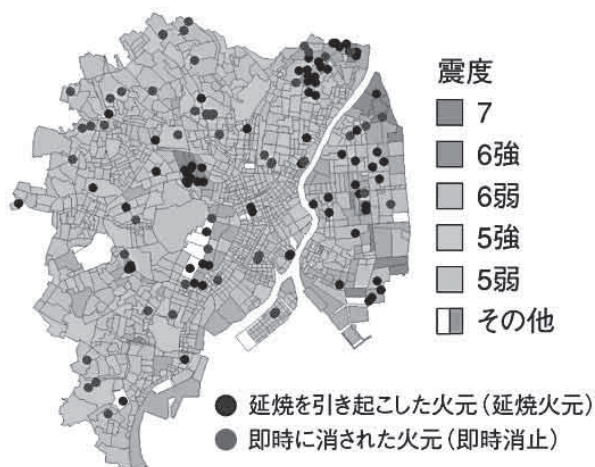 震度
7
6強
6弱
5強
5弱
その他
延焼を引き起こした火元（延焼火元）
即時に消された火元（即時消止）